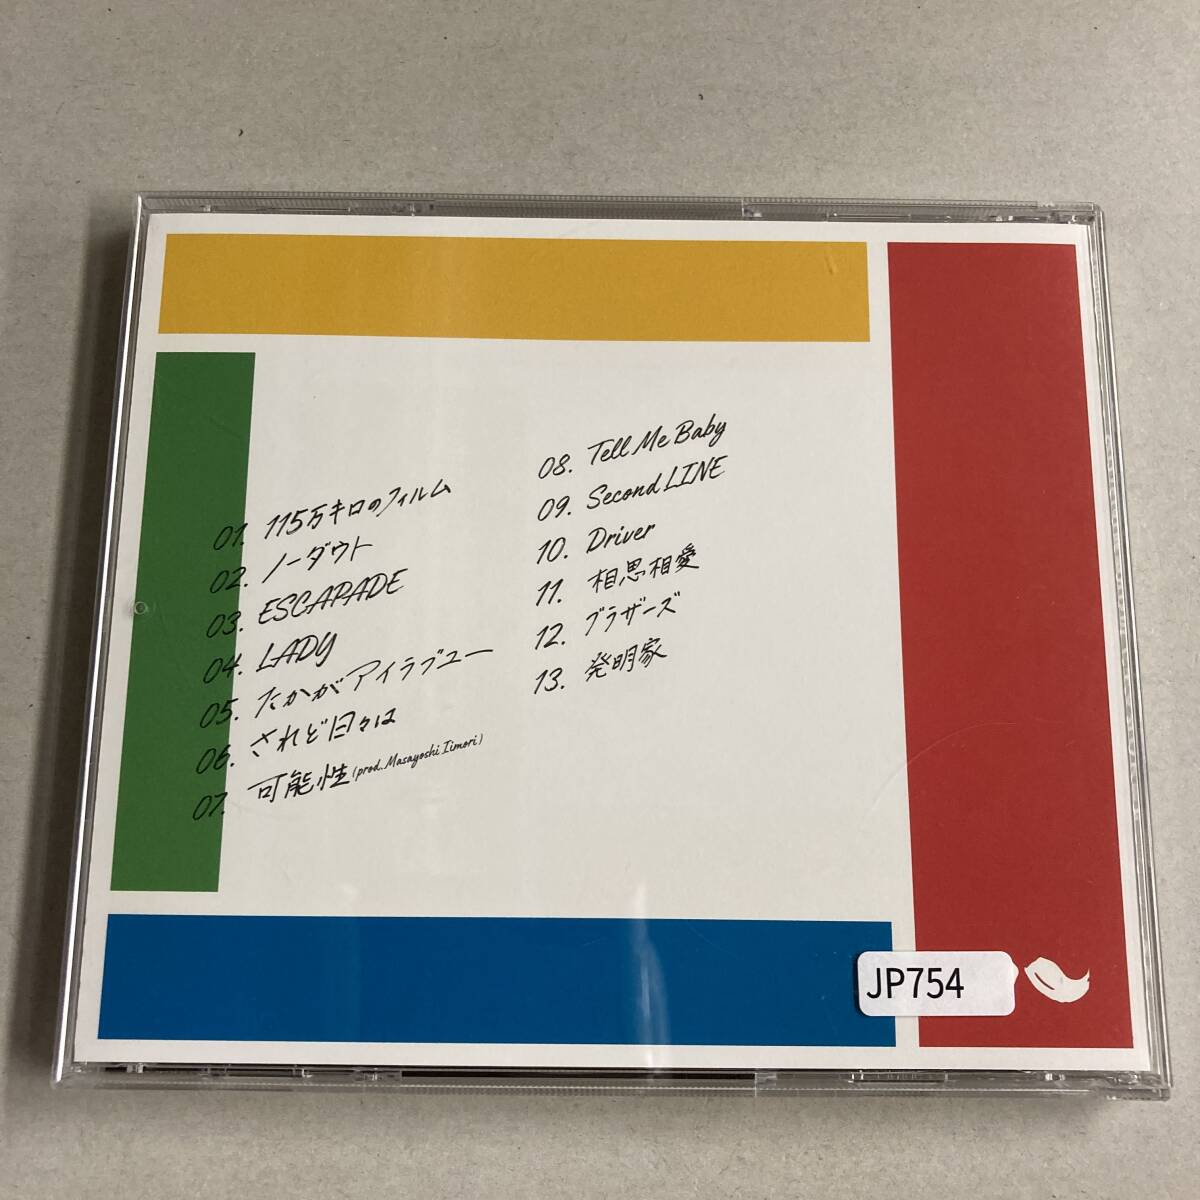 01. 115万キロのフィルム
02. ノーダウト
03. ESCAPADE
04. LADY
05. たかがアイラブユー
06. されど日々は
07. 可能性 (prod. Masayoshi Iimori)
08. Tell Me Baby
09. Second LINE
10. Driver
11. 相思相愛
12. ブラザーズ
13. 発明家
JP754